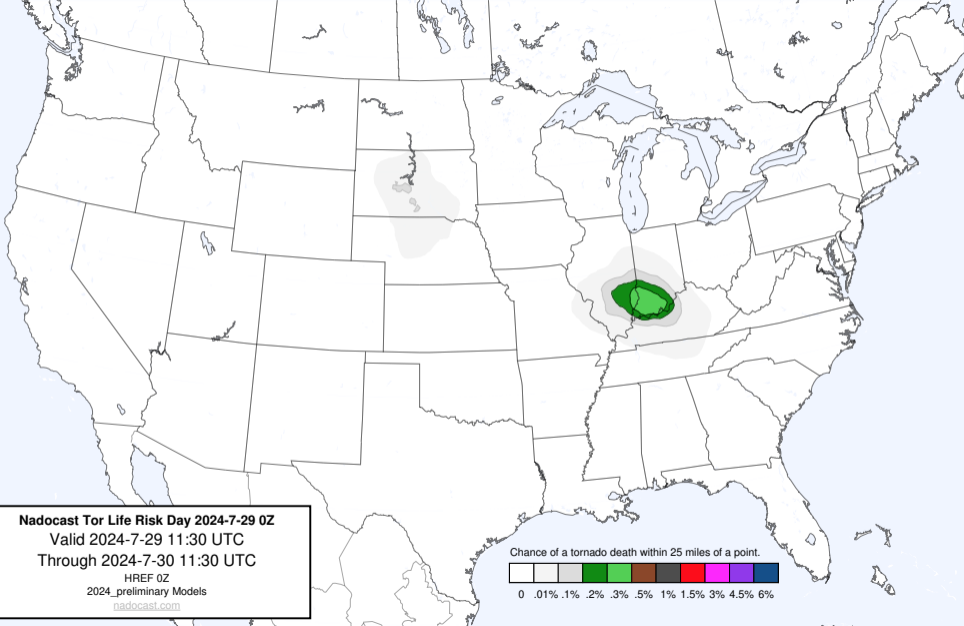 Nadocast Tor Life Risk Day 2024-7-29 0Z
Valid 2024-7-29 11:30 UTC
Through 2024-7-30 11:30 UTC
HREF 0Z
2024_preliminary Models
nadocast.com
Chance of a tornado death within 25 miles of a point.
0 .01% .1% .2% .3% .5% 1% 1.5% 3% 4.5% 6%